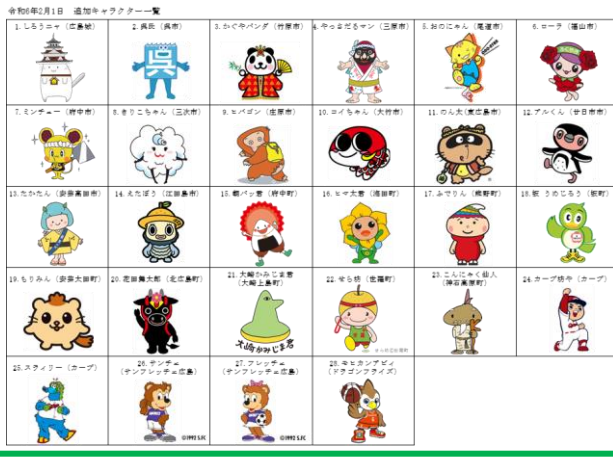 令和6年2月1日　追加キャラクター一覧
1. しろうニャ（広島城）
2. 呉氏（呉市）
3. かぐやパンダ（竹原市）
4. やっさだるマン（三原市）
5. おのにゃん（尾道市）
6. ローラ（福山市）
呉
7. ミンチュー（府中市）
8. きりこちゃん（三次市）
9. ヒバゴン（庄原市）
10. コイちゃん（大竹市）
11. のん太（東広島市）
12. プルくん（廿日市市）
13. たかたん（安芸高田市）
14. えたぼう（江田島市）
15. 椿バッ君（府中町）
16. ヒマ太君（海田町）
17. ふでりん（熊野町）
18. 坂 うめじろう（坂町）
19. もりみん（安芸太田町）
20. 花田舞太郎（北広島町）
21. 大崎かみじま君
（大崎上島町）
22. せら坊（世羅町）
23. こんにゃく仙人
（神石高原町）
24. カープ坊や（カープ）
大崎かみじま君
25. スラィリー（カープ）
26. サンチェ
（サンフレッチェ広島）
27. フレッチェ
（サンフレッチェ広島）
28. モヒカンアビィ
（ドラゴンフライズ）
©1992 S.FC
©1992 S.FC